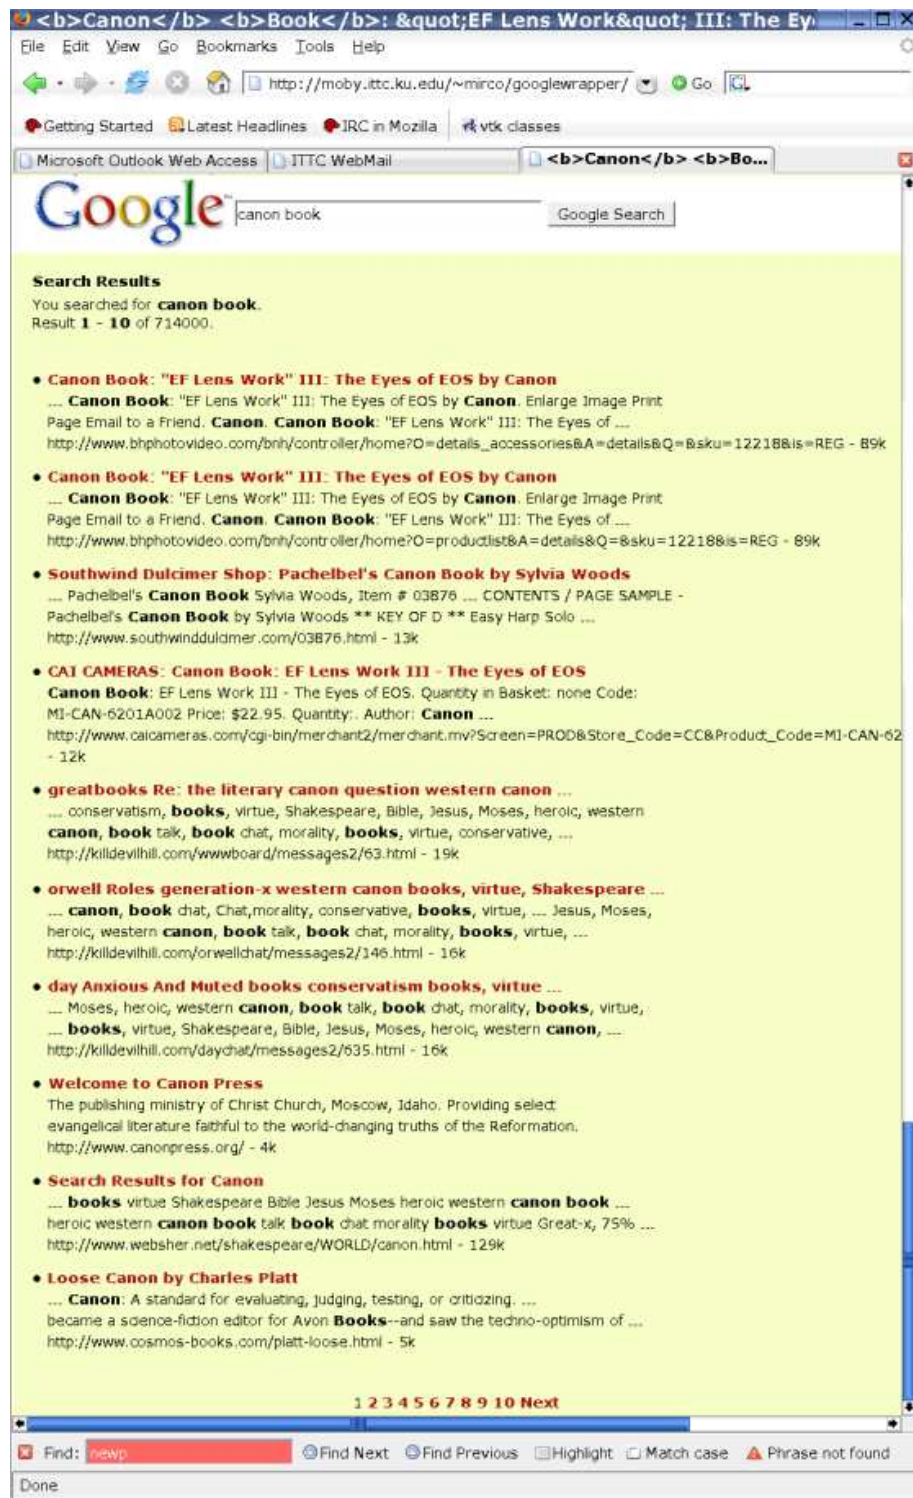 <b>Canon</b> <b>Book</b>: &quot;EF Lens Work&quot; III: The Ey
File Edit View Go Bookmarks Tools Help
http://moby.ittc.ku.edu/~mirco/googlewrapper/ Go G
Getting Started Latest Headlines IRC in Mozilla vtk classes
Microsoft Outlook Web Access ITTC WebMail <b>Canon</b> <b>Bo...
Google™ canon book Google Search
Search Results
You searched for canon book.
Result 1 - 10 of 714000.
• Canon Book: "EF Lens Work" III: The Eyes of EOS by Canon
... Canon Book: "EF Lens Work" III: The Eyes of EOS by Canon. Enlarge Image Print
Page Email to a Friend. Canon. Canon Book: "EF Lens Work" III: The Eyes of ...
http://www.bhphotovideo.com/bnh/controller/home?O=details_accessories&A=details&Q=&sku=12218&is=REG - 89k
• Canon Book: "EF Lens Work" III: The Eyes of EOS by Canon
... Canon Book: "EF Lens Work" III: The Eyes of EOS by Canon. Enlarge Image Print
Page Email to a Friend. Canon. Canon Book: "EF Lens Work" III: The Eyes of ...
http://www.bhphotovideo.com/bnh/controller/home?O=productlist&A=details&Q=&sku=12218&is=REG - 89k
• Southwind Dulcimer Shop: Pachelbel's Canon Book by Sylvia Woods
... Pachelbel's Canon Book Sylvia Woods, Item # 03876 ... CONTENTS / PAGE SAMPLE -
Pachelbel's Canon Book by Sylvia Woods ** KEY OF D ** Easy Harp Solo ...
http://www.southwinddulcimer.com/03876.html - 13k
• CAI CAMERAS: Canon Book: EF Lens Work III - The Eyes of EOS
Canon Book: EF Lens Work III - The Eyes of EOS. Quantity in Basket: none Code:
MI-CAN-6201A002 Price: $22.95. Quantity:. Author: Canon ...
http://www.caicameras.com/cgi-bin/merchant2/merchant.mv?Screen=PROD&Store_Code=CC&Product_Code=MI-CAN-62
- 12k
• greatbooks Re: the literary canon question western canon ...
... conservatism, books, virtue, Shakespeare, Bible, Jesus, Moses, heroic, western
canon, book talk, book chat, morality, books, virtue, conservative, ...
http://killdevilhill.com/wwwboard/messages2/63.html - 19k
• orwell Roles generation-x western canon books, virtue, Shakespeare ...
... canon, book chat, Chat,morality, conservative, books, virtue, ... Jesus, Moses,
heroic, western canon, book talk, book chat, morality, books, virtue, ...
http://killdevilhill.com/orwellchat/messages2/146.html - 16k
• day Anxious And Muted books conservatism books, virtue ...
... Moses, heroic, western canon, book talk, book chat, morality, books, virtue,
... books, virtue, Shakespeare, Bible, Jesus, Moses, heroic, western canon, ...
http://killdevilhill.com/daychat/messages2/635.html - 16k
• Welcome to Canon Press
The publishing ministry of Christ Church, Moscow, Idaho. Providing select
evangelical literature faithful to the world-changing truths of the Reformation.
http://www.canonpress.org/ - 4k
• Search Results for Canon
... books virtue Shakespeare Bible Jesus Moses heroic western canon book ...
heroic western canon book talk book chat morality books virtue Great-x, 75% ...
http://www.websher.net/shakespeare/WORLD/canon.html - 129k
• Loose Canon by Charles Platt
... Canon: A standard for evaluating, judging, testing, or criticizing. ...
became a science-fiction editor for Avon Books--and saw the techno-optimism of ...
http://www.cosmos-books.com/platt-loose.html - 5k
1 2 3 4 5 6 7 8 9 10 Next
Find: newp Find Next Find Previous Highlight Match case Phrase not found
Done